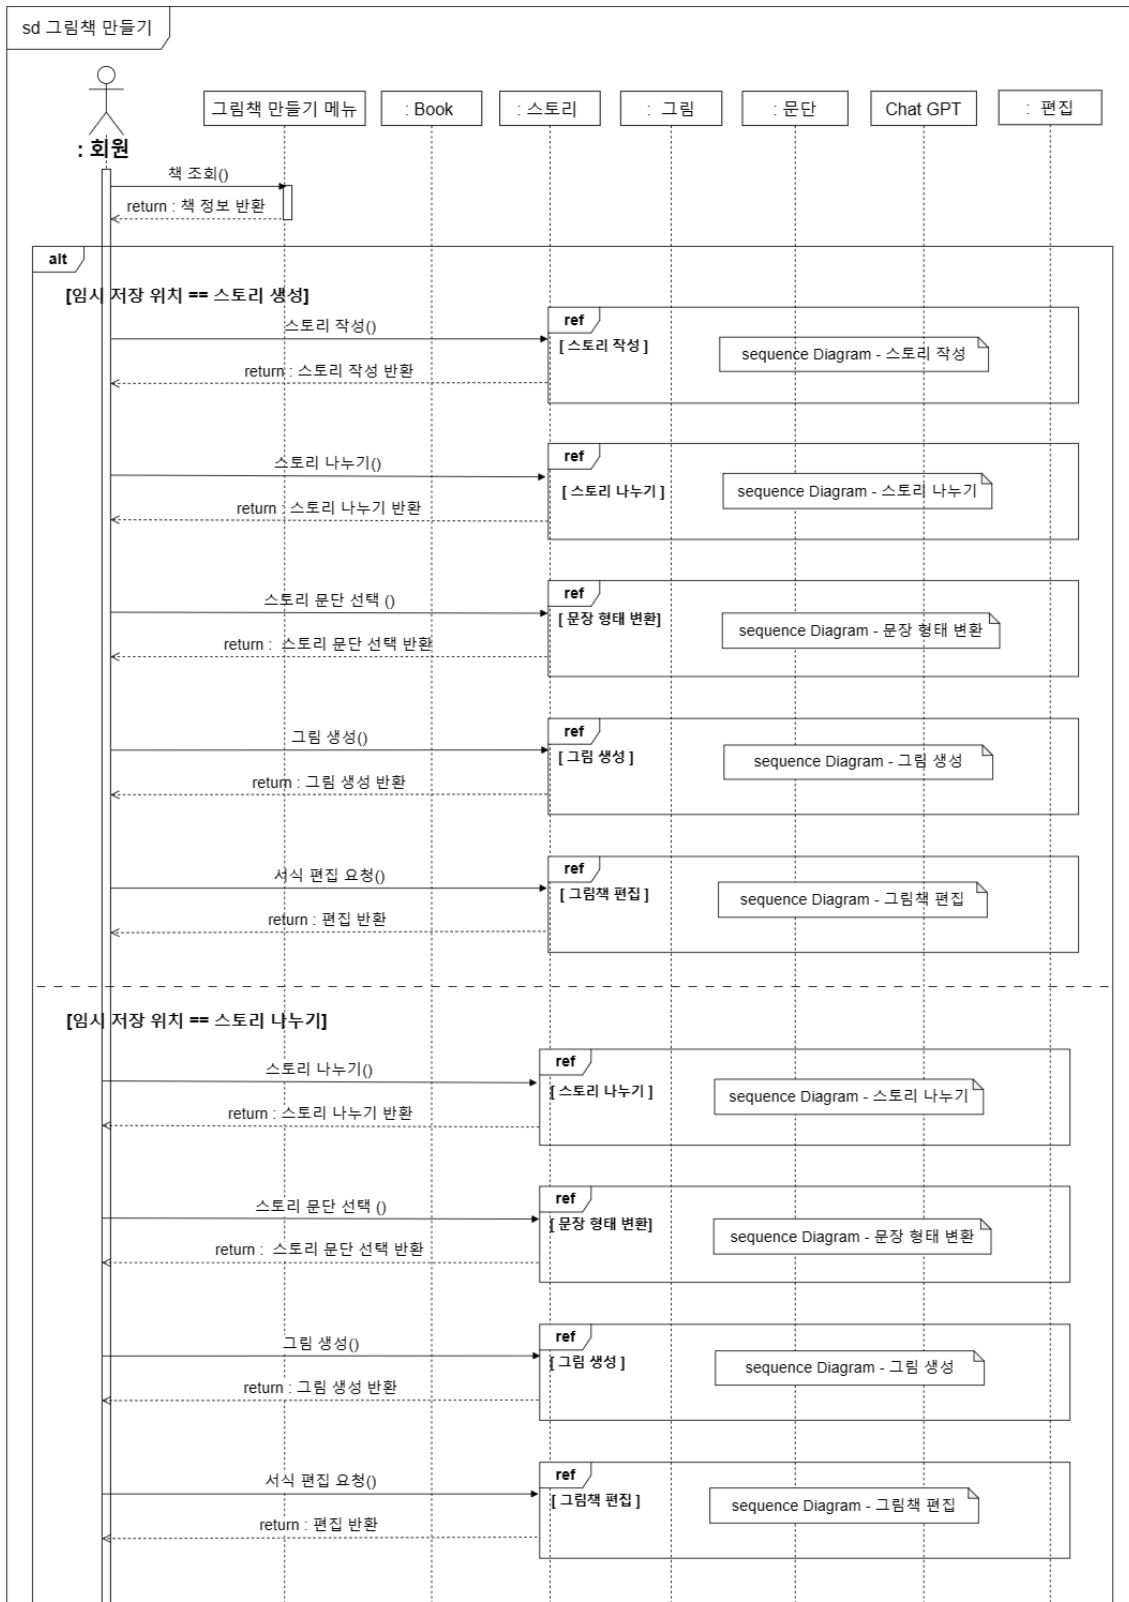 sd 그림책 만들기
: 회원
그림책 만들기 메뉴
: Book
: 스토리
: 그림
: 문단
Chat GPT
: 편집
책 조회()
return : 책 정보 반환
alt
[임시 저장 위치 == 스토리 생성]
스토리 작성()
ref
[ 스토리 작성 ]
sequence Diagram - 스토리 작성
return : 스토리 작성 반환
스토리 나누기()
ref
[ 스토리 나누기 ]
sequence Diagram - 스토리 나누기
return : 스토리 나누기 반환
스토리 문단 선택 ()
ref
[ 문장 형태 변환]
sequence Diagram - 문장 형태 변환
return : 스토리 문단 선택 반환
그림 생성()
ref
[ 그림 생성 ]
sequence Diagram - 그림 생성
return : 그림 생성 반환
서식 편집 요청()
ref
[ 그림책 편집 ]
sequence Diagram - 그림책 편집
return : 편집 반환
[임시 저장 위치 == 스토리 나누기]
스토리 나누기()
ref
[ 스토리 나누기 ]
sequence Diagram - 스토리 나누기
return : 스토리 나누기 반환
스토리 문단 선택 ()
ref
[ 문장 형태 변환]
sequence Diagram - 문장 형태 변환
return : 스토리 문단 선택 반환
그림 생성()
ref
[ 그림 생성 ]
sequence Diagram - 그림 생성
return : 그림 생성 반환
서식 편집 요청()
ref
[ 그림책 편집 ]
sequence Diagram - 그림책 편집
return : 편집 반환